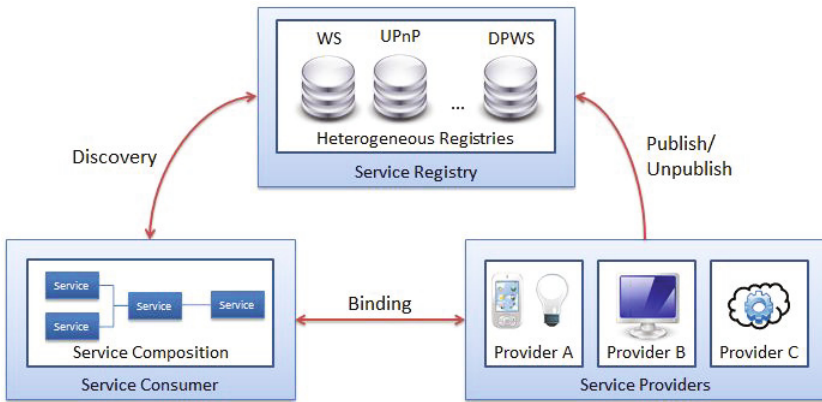 WS UPnP DPWS
...
Heterogeneous Registries
Service Registry
Discovery
Publish/
Unpublish
Service
Service
Service
Service
Service Composition
Service Consumer
Binding
Provider A
Provider B
Provider C
Service Providers